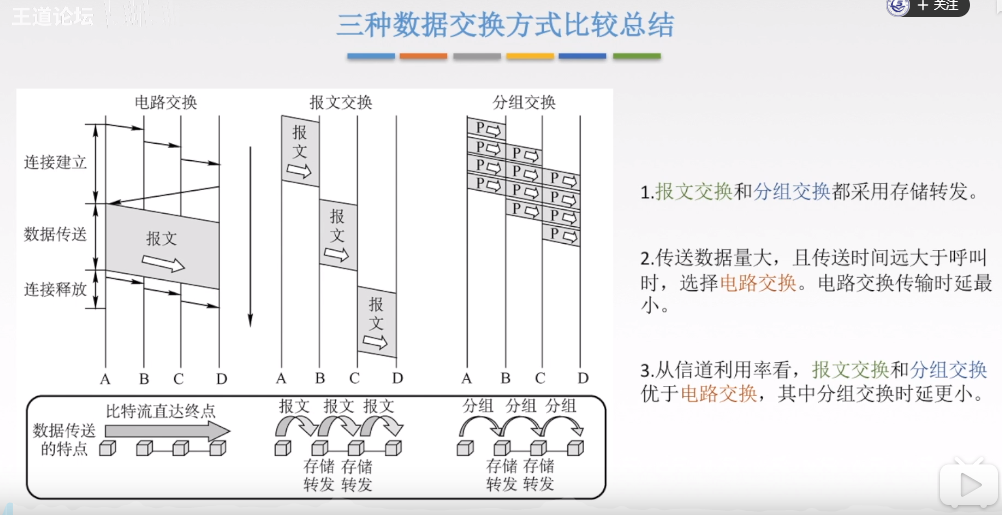 王道论坛
+ 关注
三种数据交换方式比较总结
电路交换
报文交换
分组交换
连接建立
数据传送
连接释放
报文
报文
报文
报文
P P P P
P P P P
P P P P
A B C D
A B C D
A B C D
数据传送的特点
比特流直达终点
报文 报文 报文
存储转发 存储转发
分组 分组 分组
存储转发 存储转发
1.报文交换和分组交换都采用存储转发。
2.传送数据量大，且传送时间远大于呼叫
时，选择电路交换。电路交换传输时延最
小。
3.从信道利用率看，报文交换和分组交换
优于电路交换，其中分组交换时延更小。